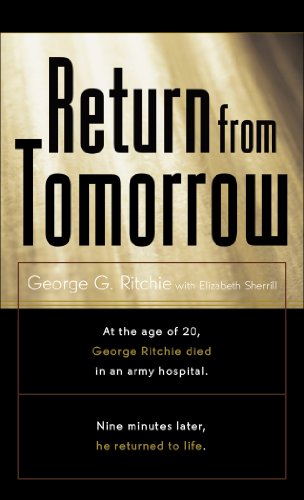 Return from
Tomorrow
George G. Ritchie with Elizabeth Sherrill
At the age of 20,
George Ritchie died
in an army hospital.
Nine minutes later,
he returned to life.